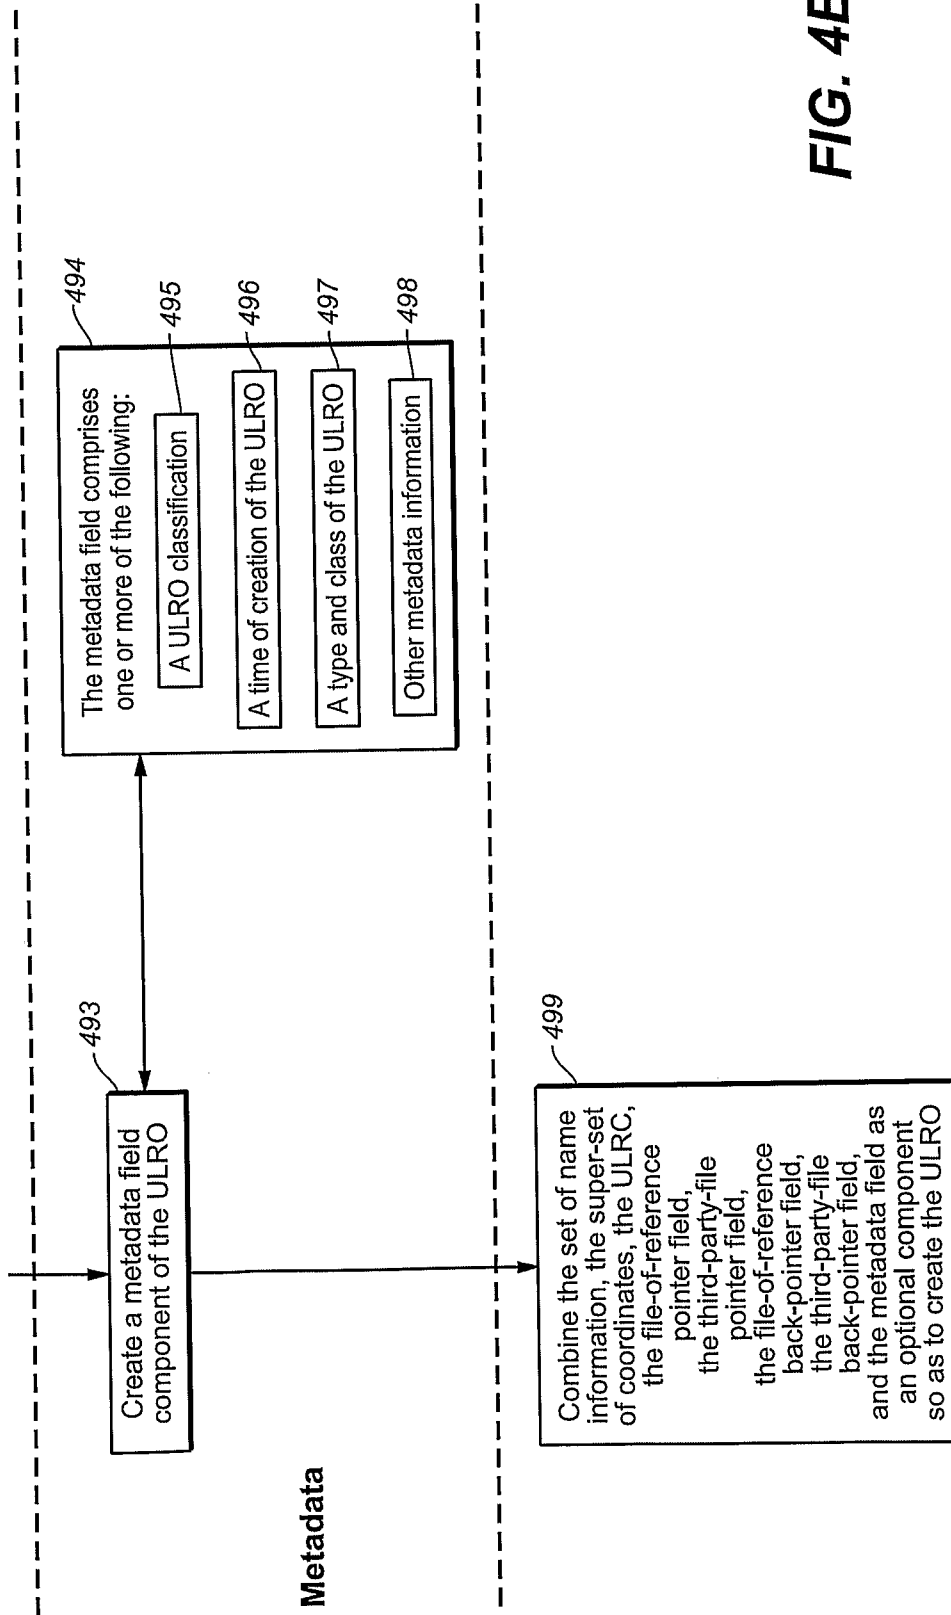 Metadata
493
Create a metadata field
component of the ULRO
494
The metadata field comprises
one or more of the following:
495
A ULRO classification
496
A time of creation of the ULRO
497
A type and class of the ULRO
498
Other metadata information
499
Combine the set of name
information, the super-set
of coordinates, the ULRC,
the file-of-reference
pointer field,
the third-party-file
pointer field,
the file-of-reference
back-pointer field,
the third-party-file
back-pointer field,
and the metadata field as
an optional component
so as to create the ULRO
FIG. 4E